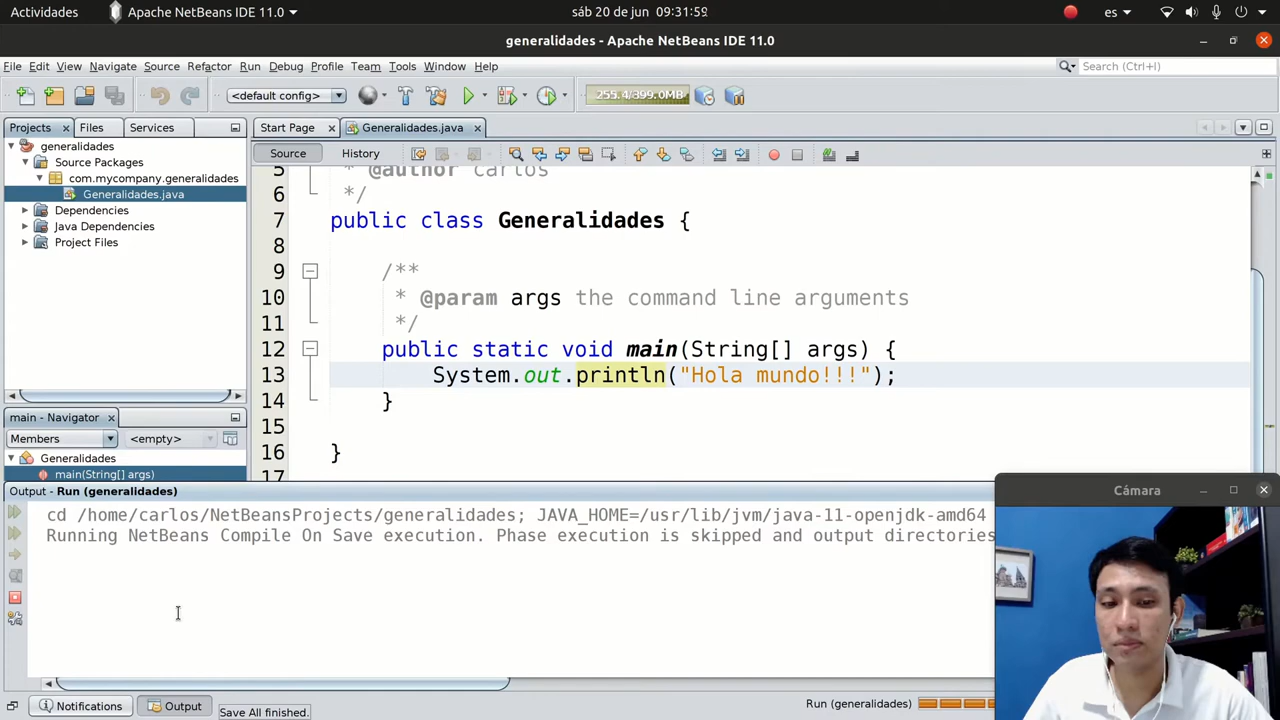 Actividades Apache NetBeans IDE 11.0 sáb 20 de jun 09:31:59 es
generalidades - Apache NetBeans IDE 11.0
File Edit View Navigate Source Refactor Run Debug Profile Team Tools Window Help Search (Ctrl+I)
<default config> 255.4/399.0MB
Projects Files Services Start Page Generalidades.java
generalidades Source History
Source Packages
com.mycompany.generalidades
Generalidades.java
Dependencies
Java Dependencies
Project Files
5 * @author carlos
6 */
7 public class Generalidades {
8
9 /**
10 * @param args the command line arguments
11 */
12 public static void main(String[] args) {
13 System.out.println("Hola mundo!!!");
14 }
15
16 }
17
main - Navigator
Members <empty>
Generalidades
main(String[] args)
Output - Run (generalidades)
cd /home/carlos/NetBeansProjects/generalidades; JAVA_HOME=/usr/lib/jvm/java-11-openjdk-amd64
Running NetBeans Compile On Save execution. Phase execution is skipped and output directories
Cámara
Notifications Output Save All finished. Run (generalidades)